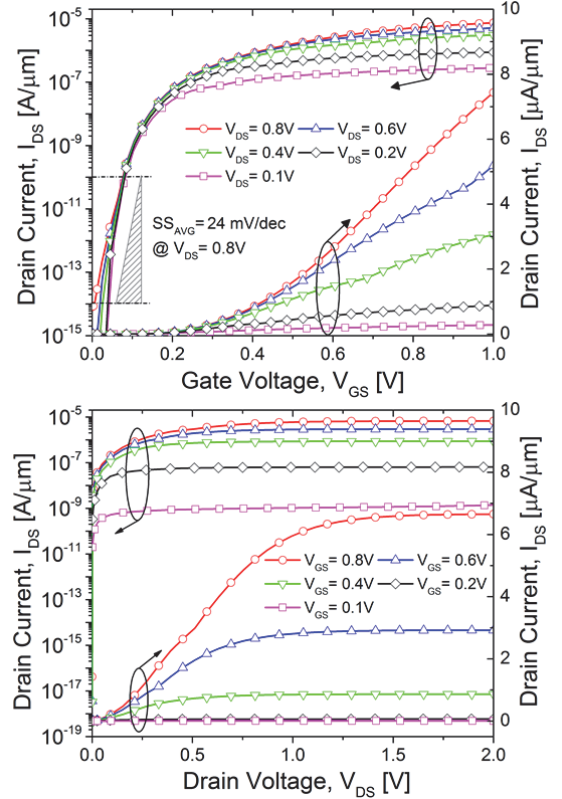 10⁻⁵
10⁻⁷
10⁻⁹
10⁻¹⁰
10⁻¹¹
10⁻¹²
10⁻¹³
10⁻¹⁴
10⁻¹⁵
Drain Current, I_DS [A/μm]
V_DS= 0.8V
V_DS= 0.6V
V_DS= 0.4V
V_DS= 0.2V
V_DS= 0.1V
SS_AVG= 24 mV/dec
@ V_DS= 0.8V
10
8
6
4
2
0
Drain Current, I_DS [μA/μm]
0.0 0.2 0.4 0.6 0.8 1.0
Gate Voltage, V_GS [V]
10⁻⁵
10⁻⁷
10⁻⁹
10⁻¹¹
10⁻¹³
10⁻¹⁵
10⁻¹⁷
10⁻¹⁹
Drain Current, I_DS [A/μm]
V_GS= 0.8V
V_GS= 0.6V
V_GS= 0.4V
V_GS= 0.2V
V_GS= 0.1V
10
8
6
4
2
0
Drain Current, I_DS [μA/μm]
0.0 0.5 1.0 1.5 2.0
Drain Voltage, V_DS [V]